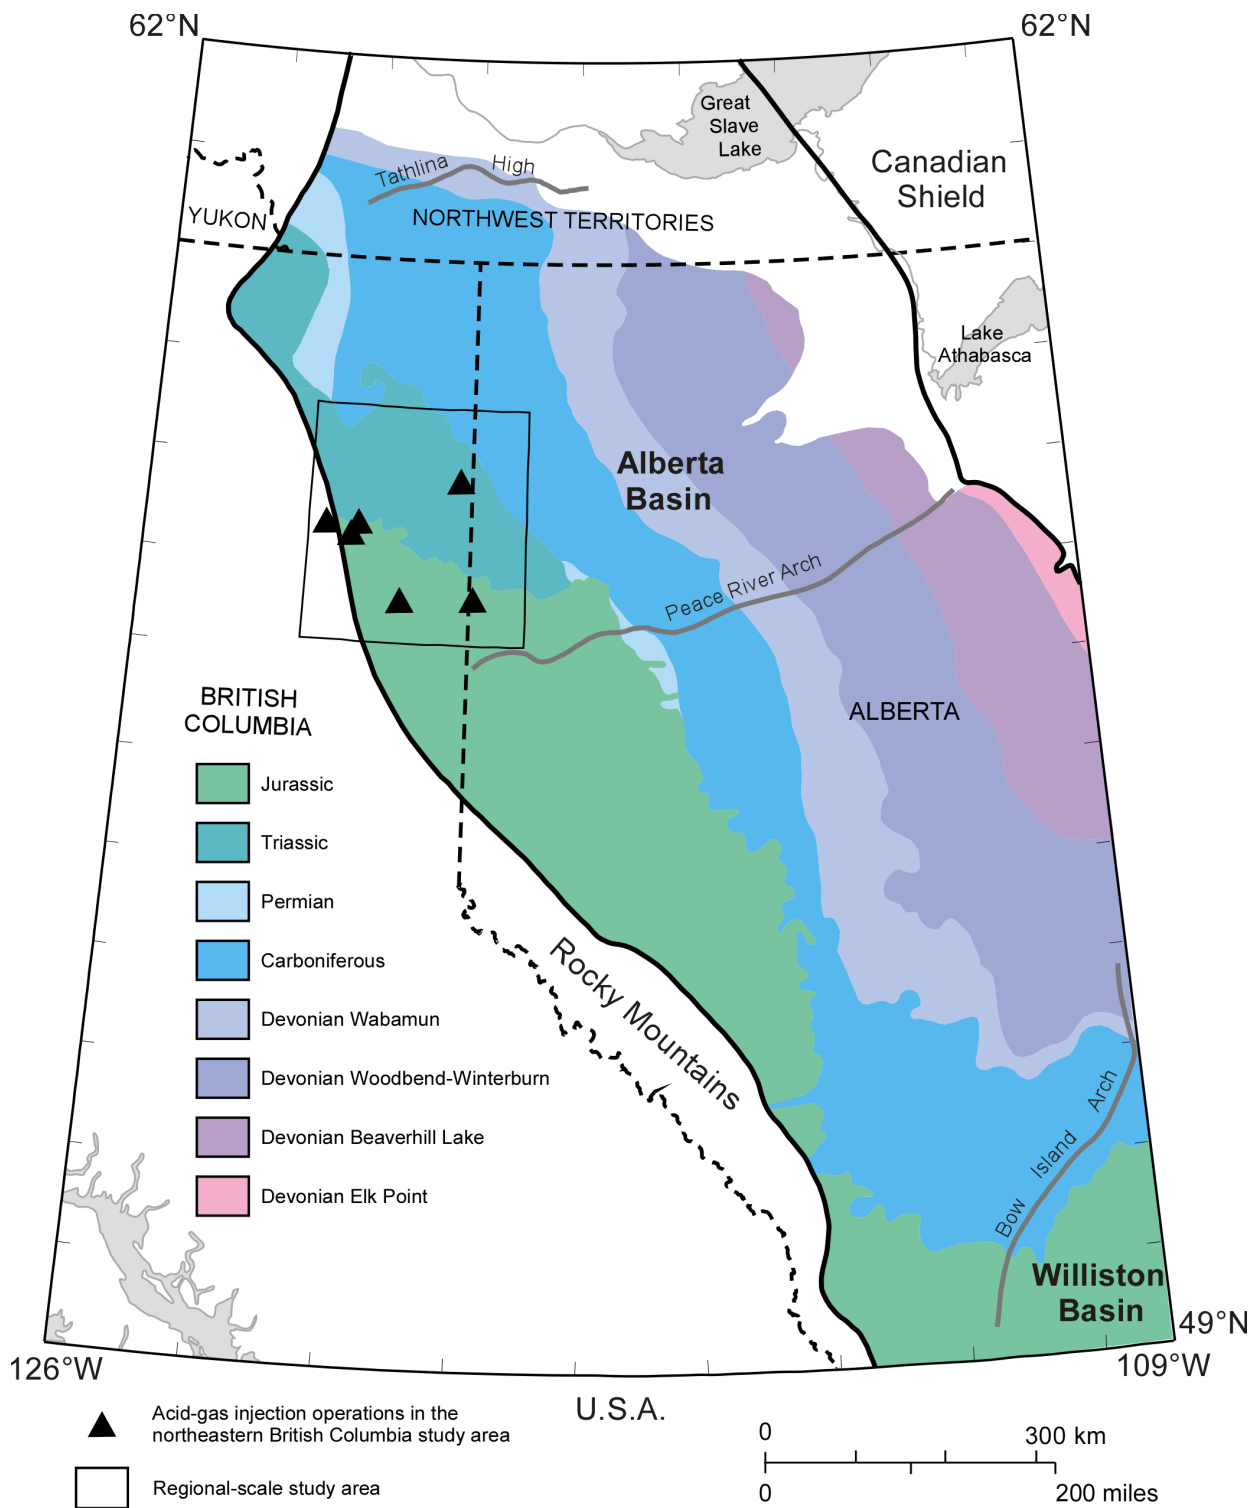 62°N
62°N
Great
Slave
Lake
Canadian
Shield
Tathlina High
YUKON
NORTHWEST TERRITORIES
Lake
Athabasca
Alberta
Basin
Peace River Arch
BRITISH
COLUMBIA
ALBERTA
Jurassic
Triassic
Permian
Carboniferous
Devonian Wabamun
Devonian Woodbend-Winterburn
Devonian Beaverhill Lake
Devonian Elk Point
Rocky Mountains
Bow Island Arch
Williston
Basin
49°N
126°W
109°W
U.S.A.
Acid-gas injection operations in the
northeastern British Columbia study area
Regional-scale study area
0 300 km
0 200 miles